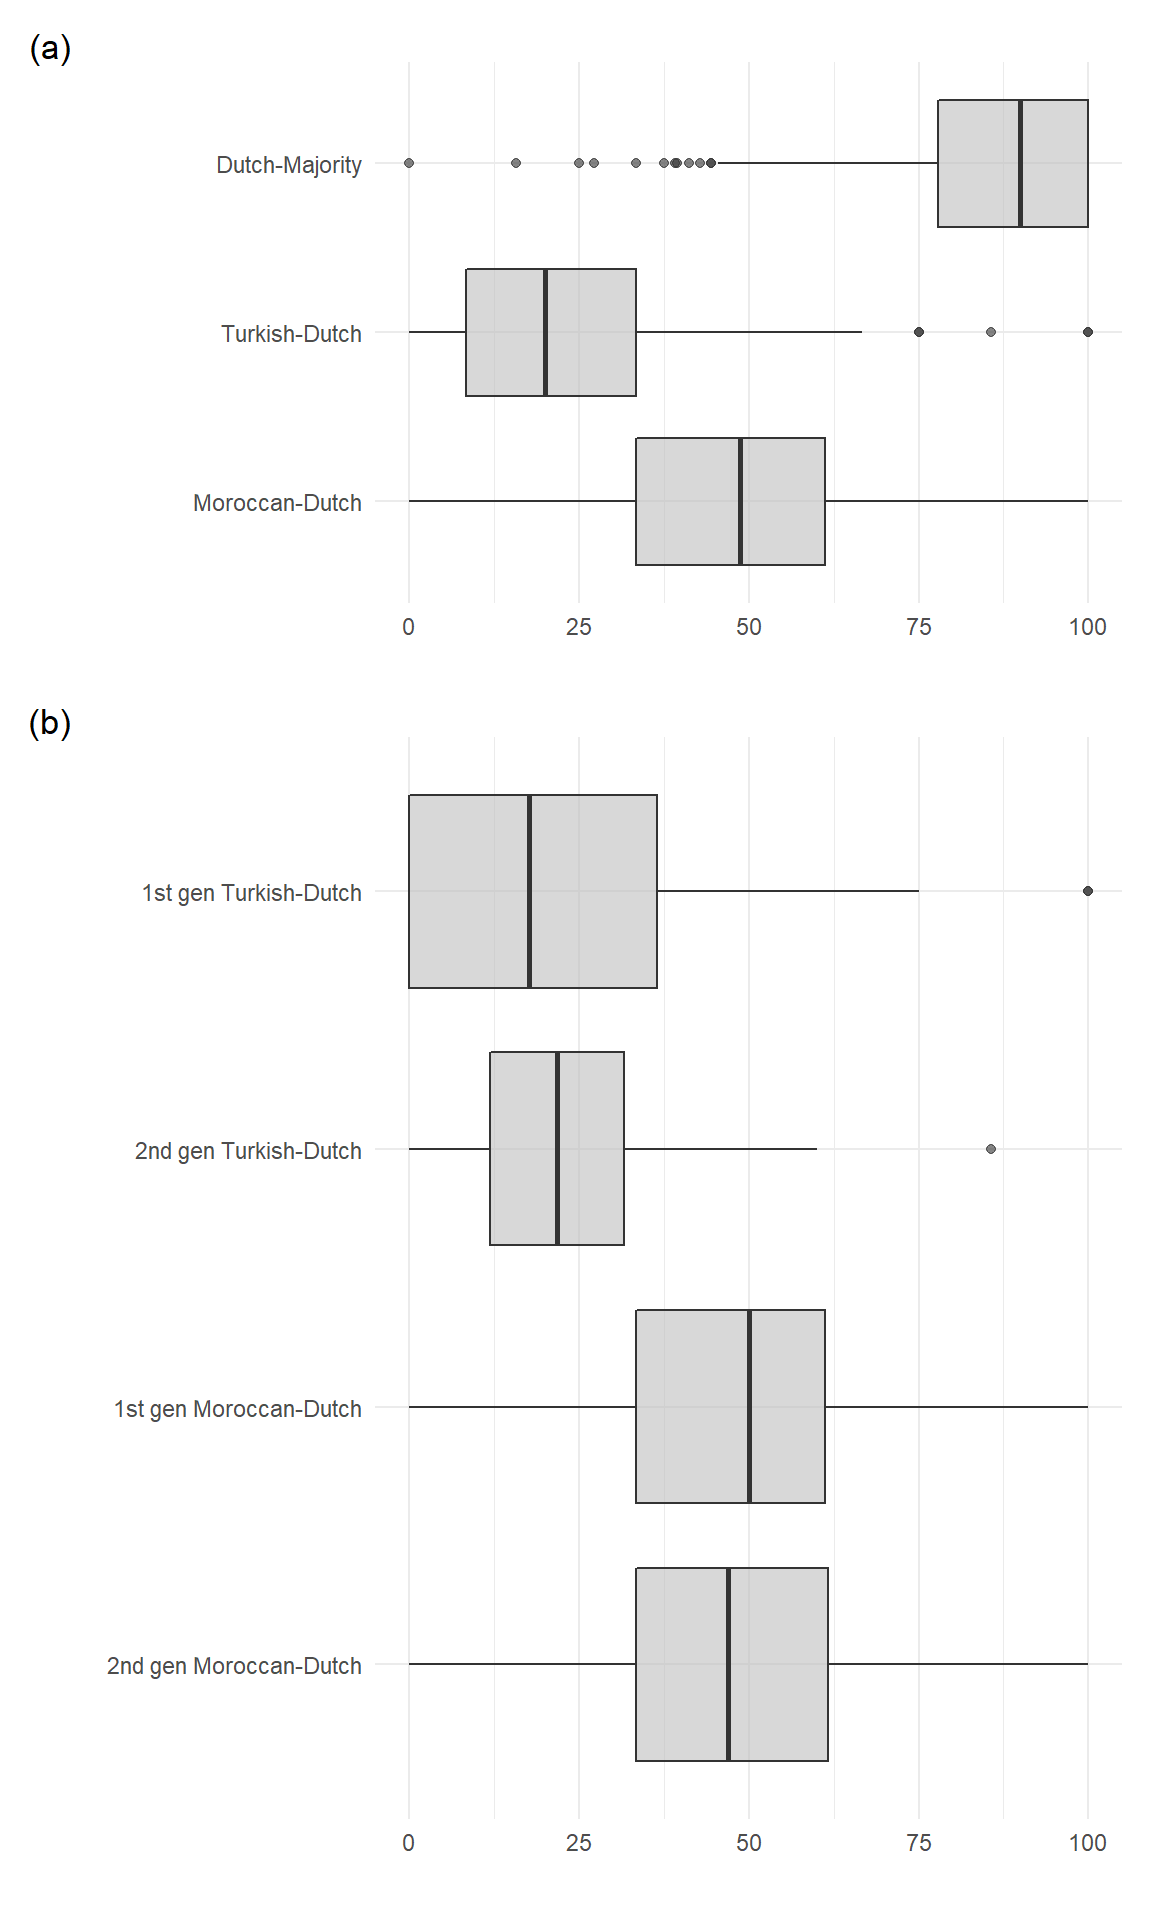 (a)
Dutch-Majority
Turkish-Dutch
Moroccan-Dutch
0 25 50 75 100
(b)
1st gen Turkish-Dutch
2nd gen Turkish-Dutch
1st gen Moroccan-Dutch
2nd gen Moroccan-Dutch
0 25 50 75 100